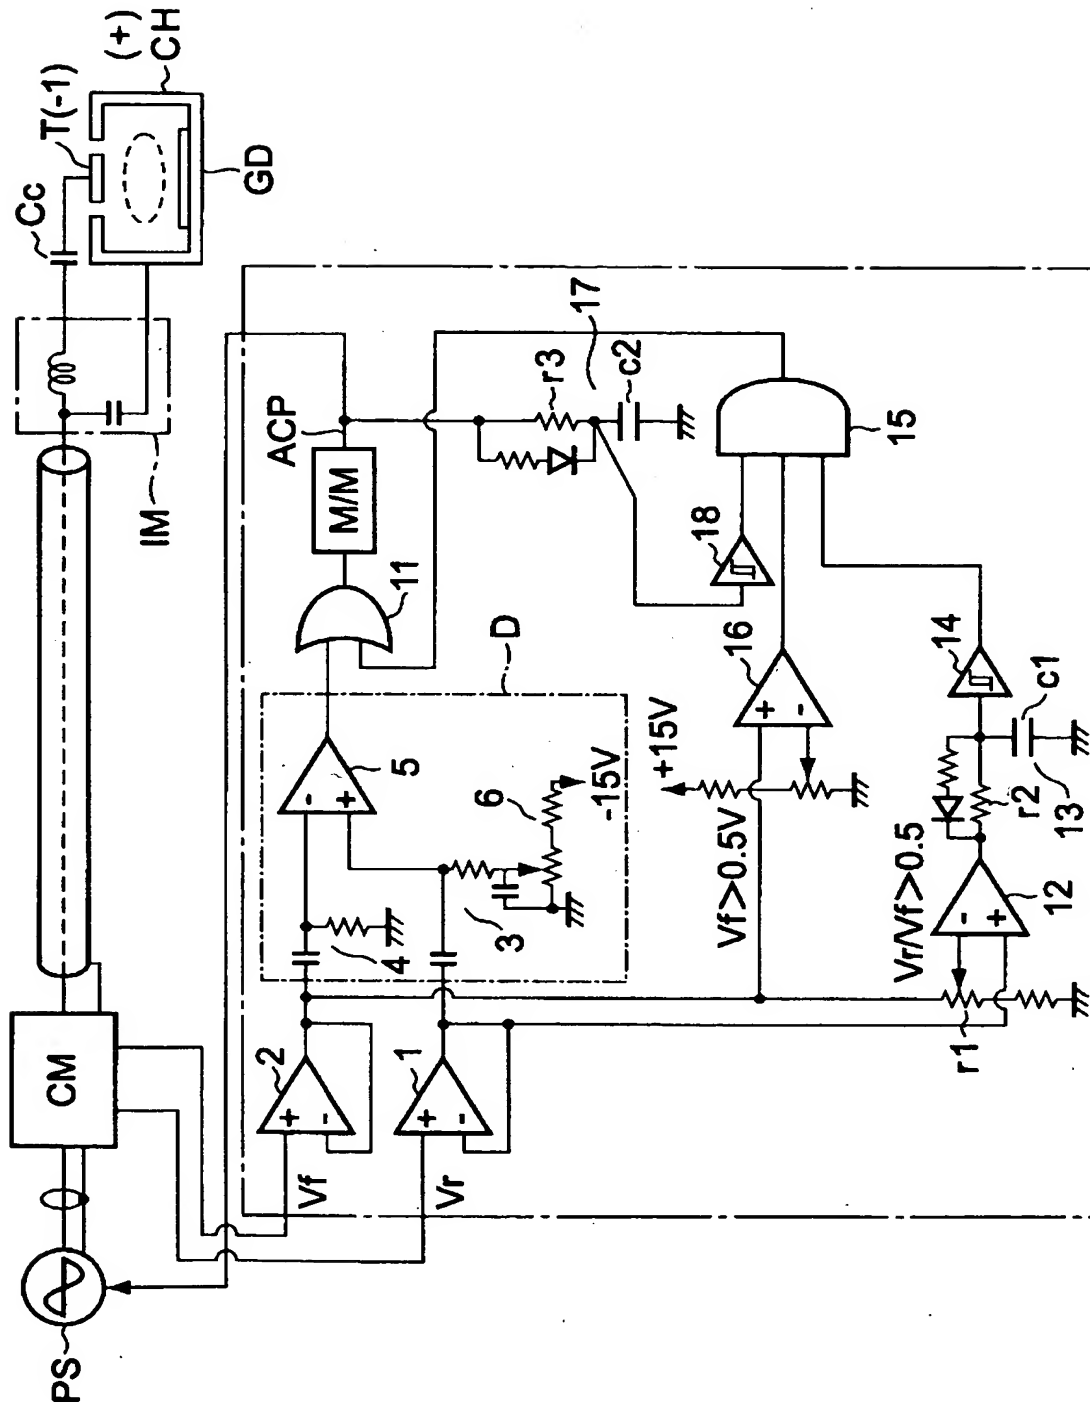 PS
CM
IM
Cc
T(-1)
(+)
CH
GD
Vf
Vr
2
1
4
3
5
6
-15V
D
11
M/M
ACP
r3
17
c2
+15V
Vf>0.5V
16
18
15
r1
Vr/Vf>0.5
12
r2
13
c1
14